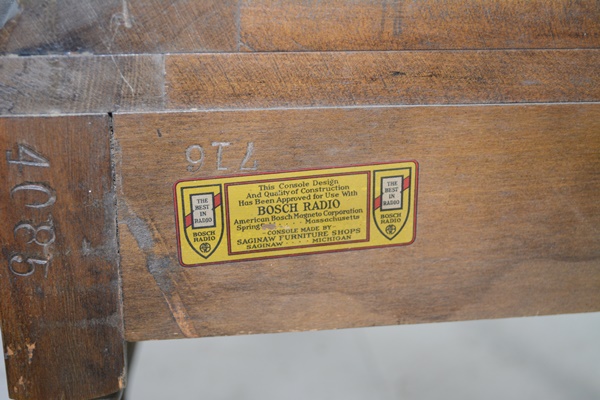 716
4085
THE
BEST
IN
RADIO
BOSCH
RADIO
This Console Design
And Quality of Construction
Has Been Approved for Use With
BOSCH RADIO
American Bosch Magneto Corporation
Massachusetts
CONSOLE MADE BY
SAGINAW FURNITURE SHOPS
SAGINAW ···· MICHIGAN
THE
BEST
IN
RADIO
BOSCH
RADIO